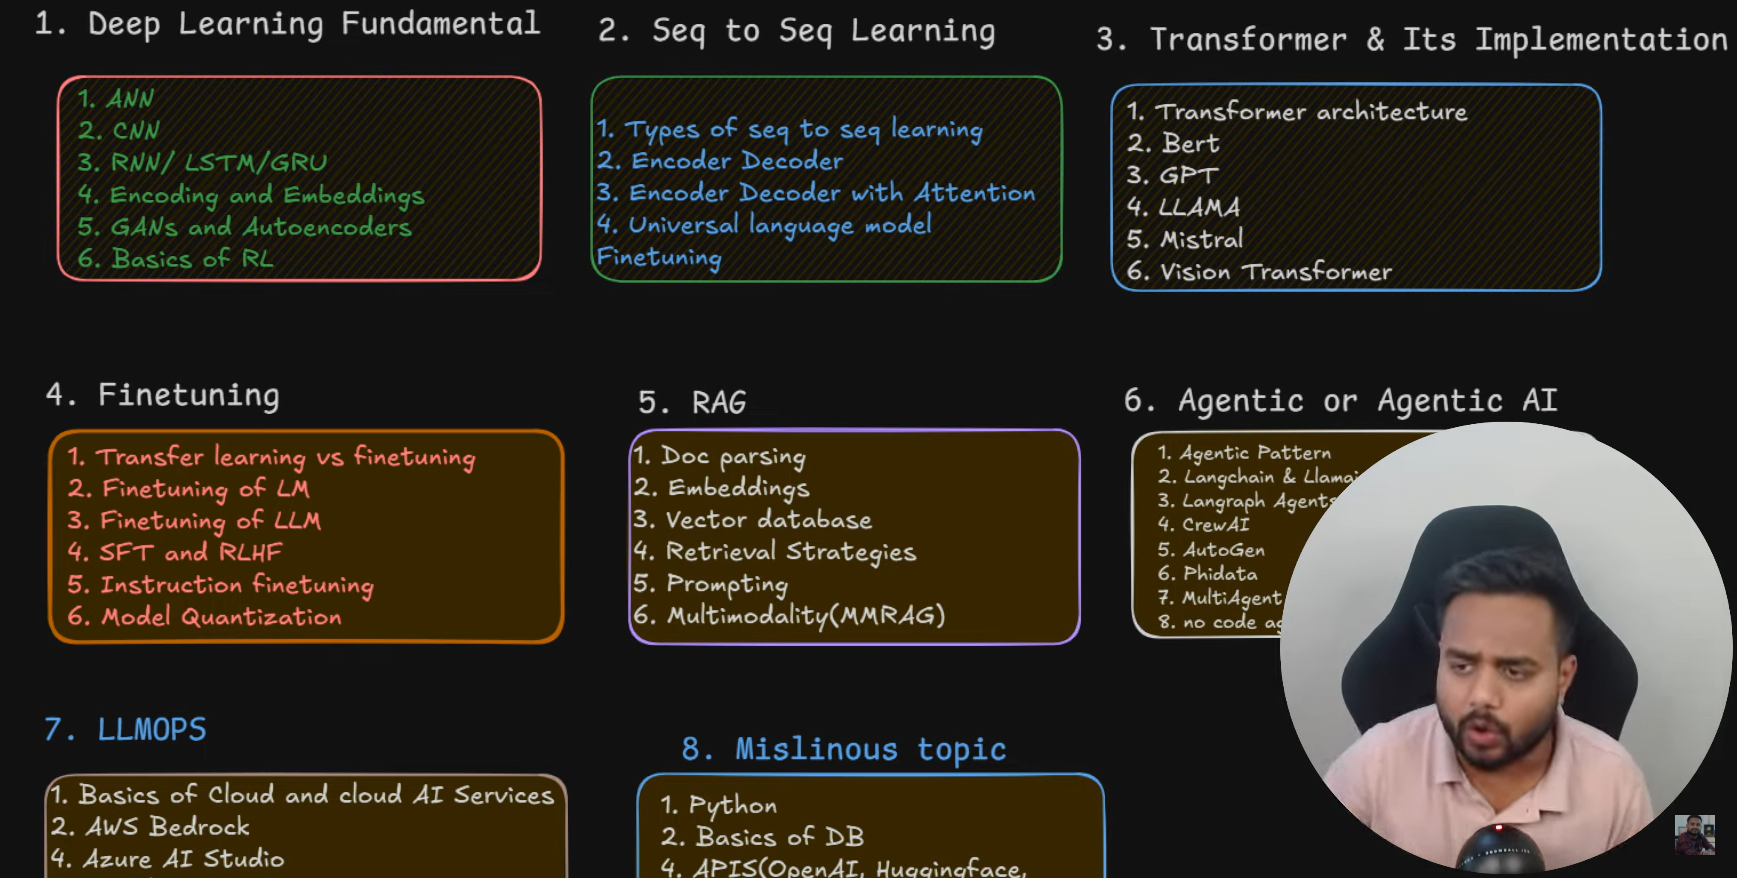 1. Deep Learning Fundamental
1. ANN
2. CNN
3. RNN/ LSTM/GRU
4. Encoding and Embeddings
5. GANs and Autoencoders
6. Basics of RL
2. Seq to Seq Learning
1. Types of seq to seq learning
2. Encoder Decoder
3. Encoder Decoder with Attention
4. Universal language model
Finetuning
3. Transformer & Its Implementation
1. Transformer architecture
2. Bert
3. GPT
4. LLAMA
5. Mistral
6. Vision Transformer
4. Finetuning
1. Transfer learning vs finetuning
2. Finetuning of LM
3. Finetuning of LLM
4. SFT and RLHF
5. Instruction finetuning
6. Model Quantization
5. RAG
1. Doc parsing
2. Embeddings
3. Vector database
4. Retrieval Strategies
5. Prompting
6. Multimodality(MMRAG)
6. Agentic or Agentic AI
1. Agentic Pattern
2. Langchain &
3. Langraph Agents
4. CrewAI
5. AutoGen
6. Phidata
7. MultiAgent
8. no code
7. LLMOPS
1. Basics of Cloud and cloud AI Services
2. AWS Bedrock
4. Azure AI Studio
8. Mislinous topic
1. Python
2. Basics of DB
4. APIS(OpenAI, Huggingface,